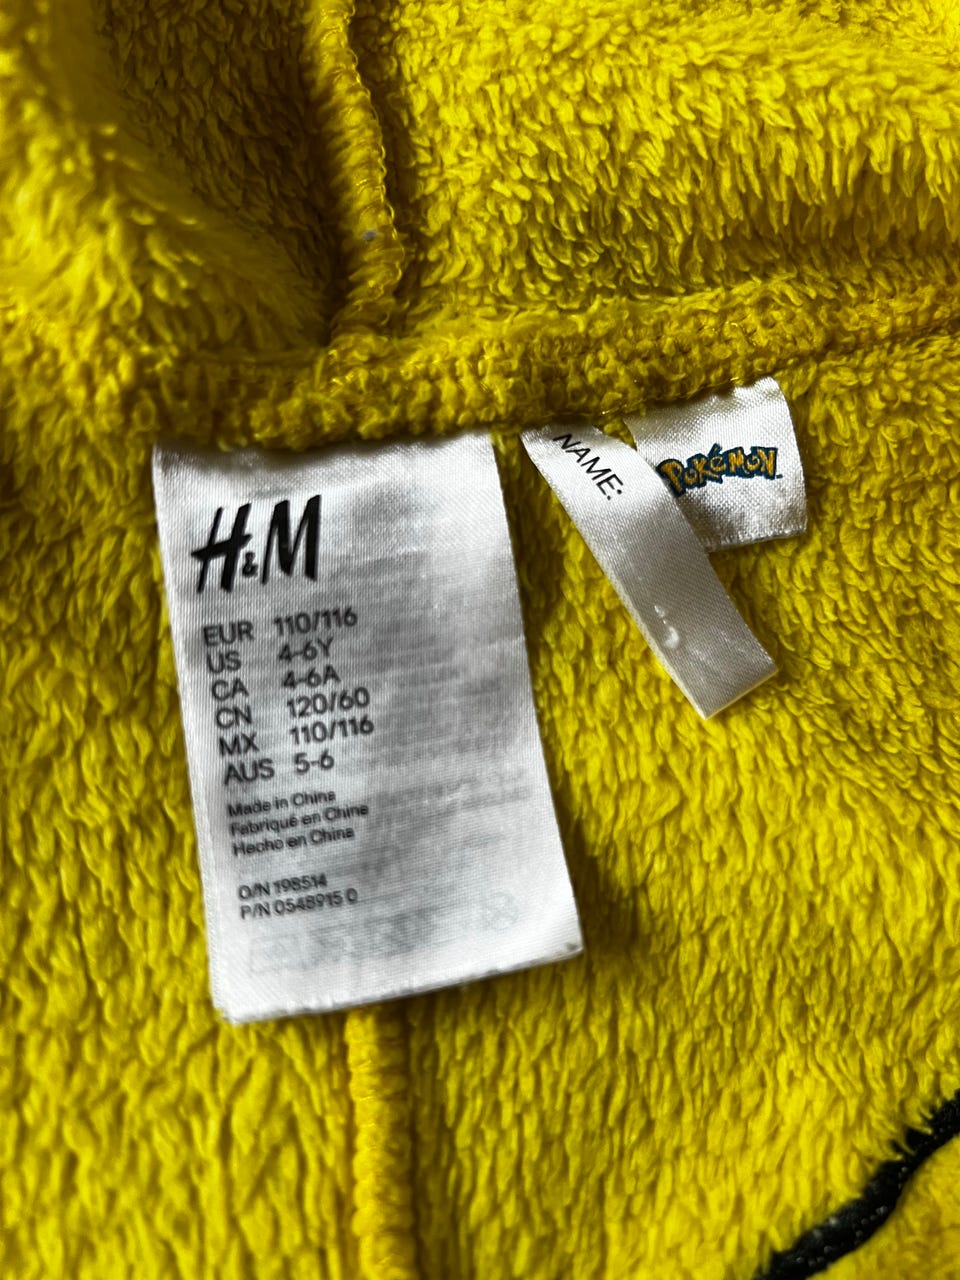 H&M
EUR 110/116
US 4-6Y
CA 4-6A
CN 120/60
MX 110/116
AUS 5-6
Made in China
Fabriqué en Chine
Hecho en China
O/N 198514
P/N 0548915 0
NAME:
POKéMON